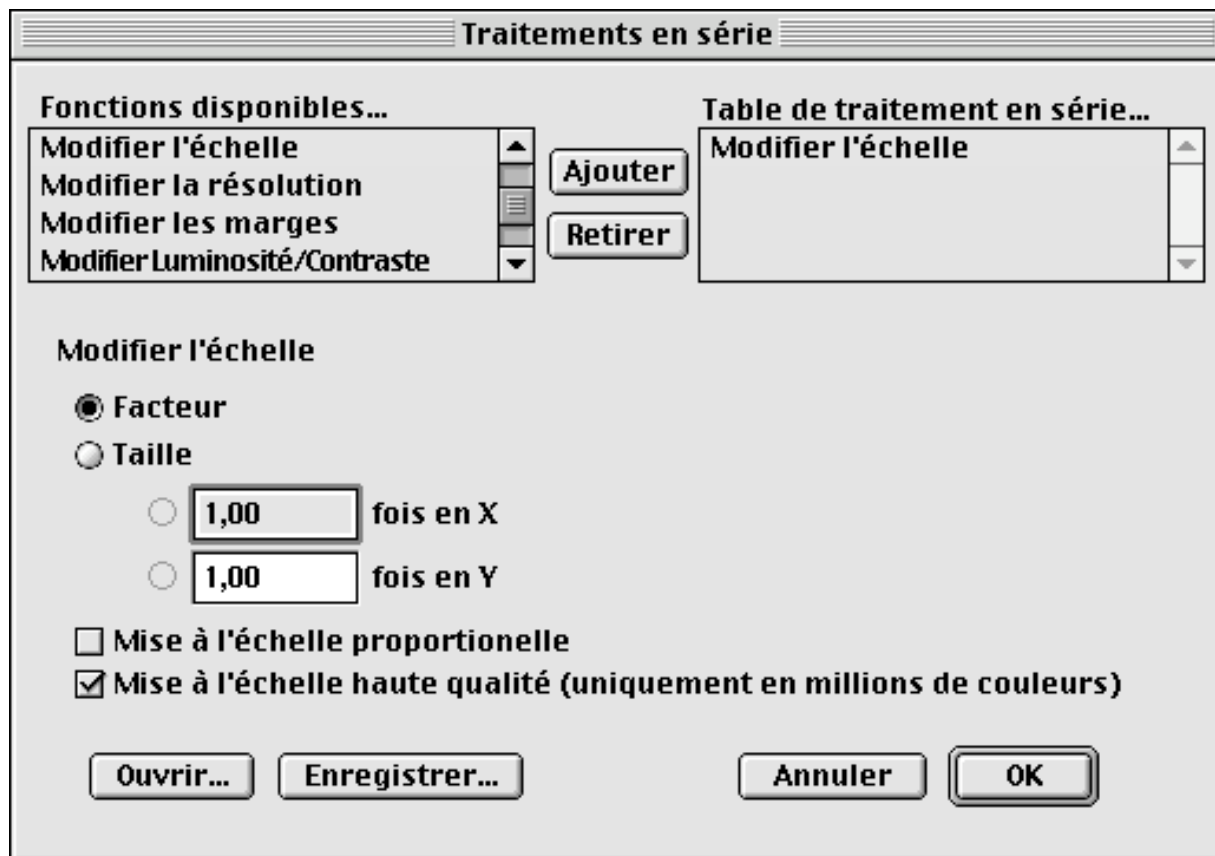 Traitements en série
Fonctions disponibles...
Modifier l'échelle
Modifier la résolution
Modifier les marges
Modifier Luminosité/Contraste
Ajouter
Retirer
Table de traitement en série...
Modifier l'échelle
Modifier l'échelle
Facteur
Taille
1,00 fois en X
1,00 fois en Y
Mise à l'échelle proportionelle
Mise à l'échelle haute qualité (uniquement en millions de couleurs)
Ouvrir... Enregistrer... Annuler OK